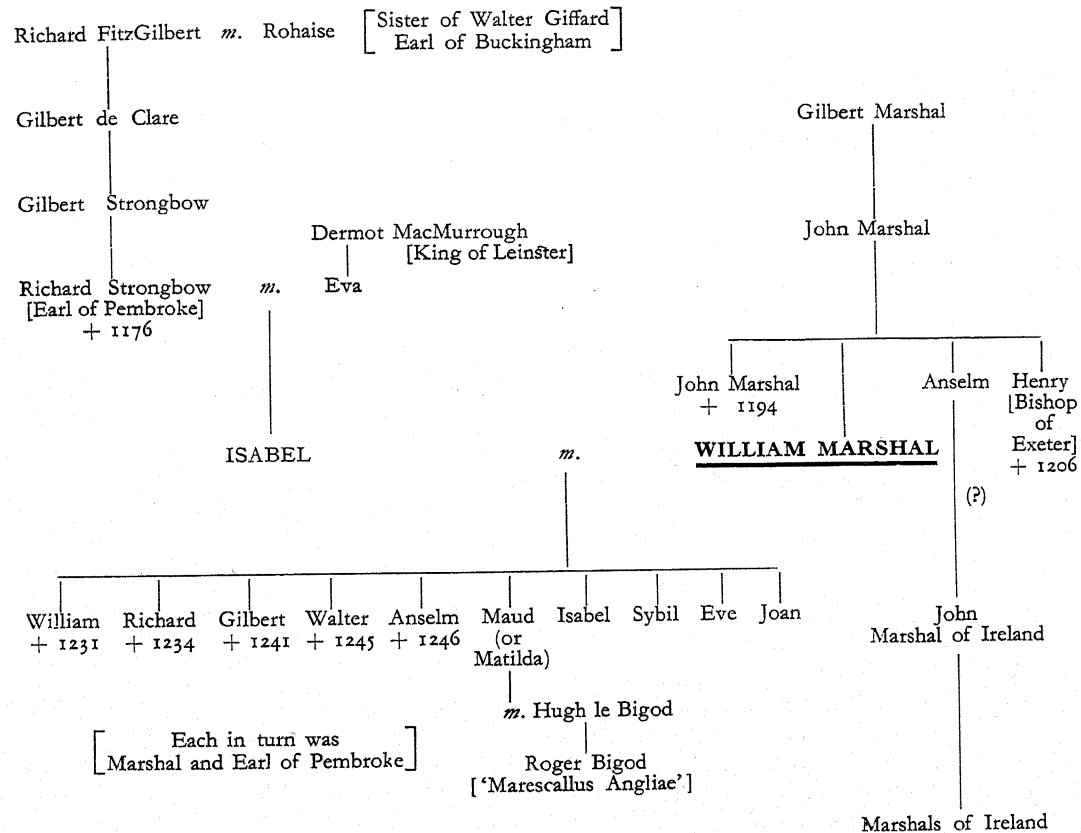 Richard FitzGilbert m. Rohaise [Sister of Walter Giffard
Earl of Buckingham]
Gilbert de Clare
Gilbert Marshal
Gilbert Strongbow
Dermot MacMurrough
[King of Leinster]
John Marshal
Richard Strongbow m. Eva
[Earl of Pembroke]
+ 1176
John Marshal
+ 1194
Anselm
Henry
[Bishop
of
Exeter]
+ 1206
ISABEL m. WILLIAM MARSHAL
(?)
William
+ 1231
Richard
+ 1234
Gilbert
+ 1241
Walter
+ 1245
Anselm
+ 1246
Maud
(or
Matilda)
Isabel
Sybil
Eve
Joan
John
Marshal of Ireland
m. Hugh le Bigod
[Each in turn was
Marshal and Earl of Pembroke]
Roger Bigod
['Marescallus Angliae']
Marshals of Ireland